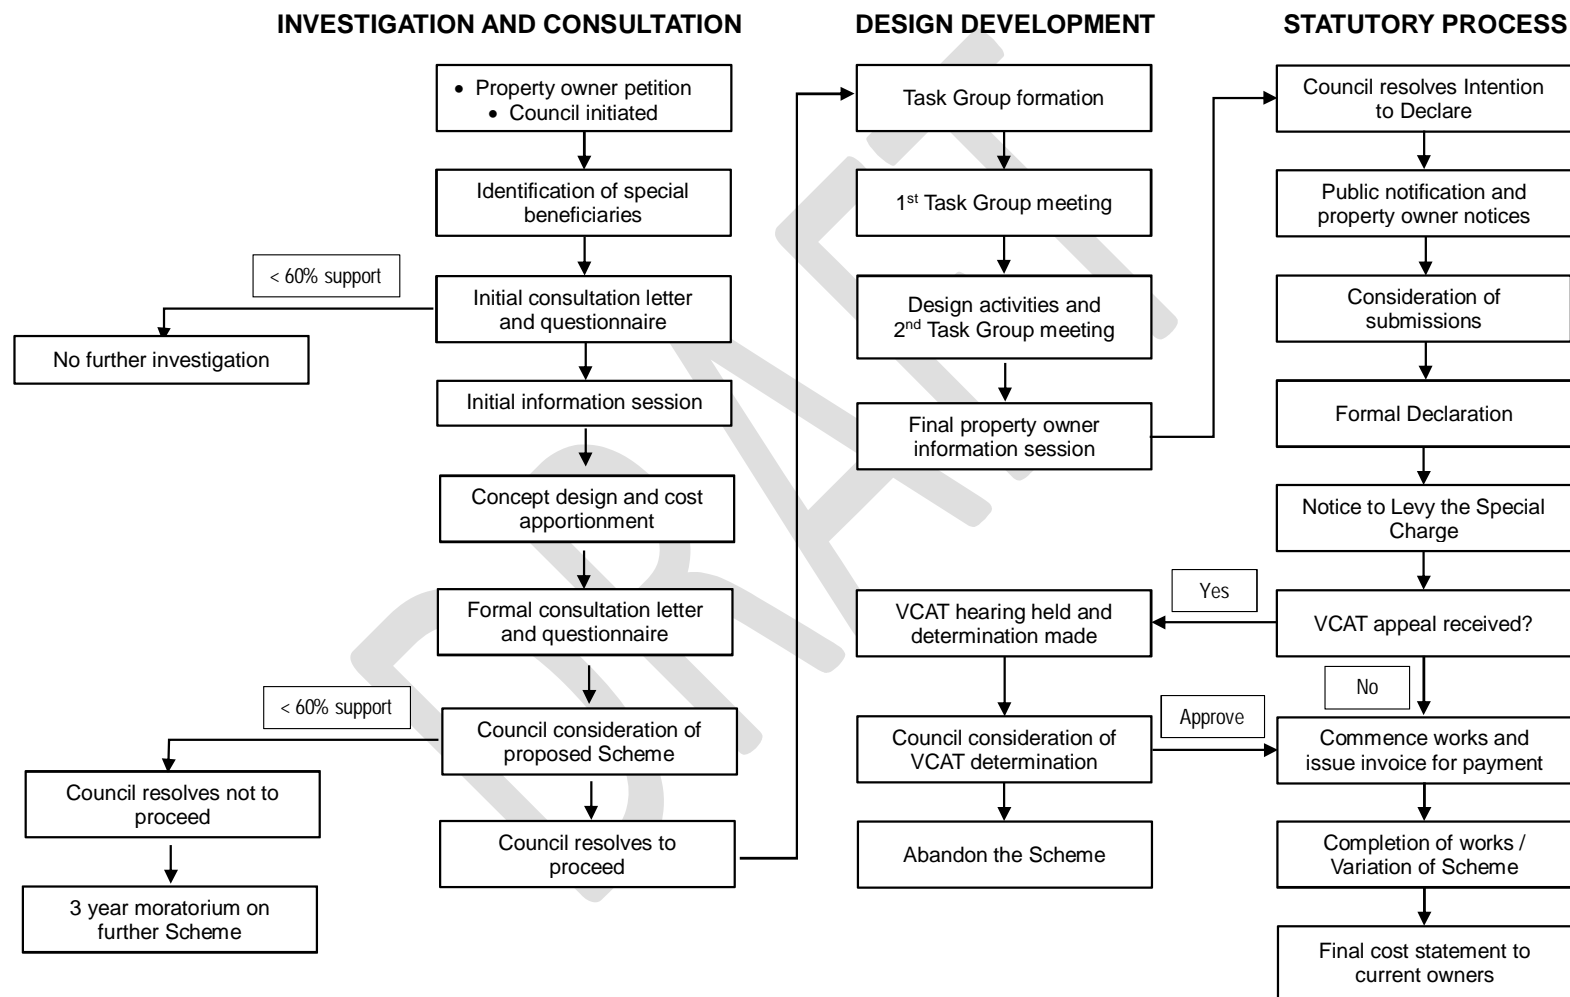 INVESTIGATION AND CONSULTATION
• Property owner petition
• Council initiated
Identification of special
beneficiaries
< 60% support
Initial consultation letter
and questionnaire
No further investigation
Initial information session
Concept design and cost
apportionment
Formal consultation letter
and questionnaire
< 60% support
Council consideration of
proposed Scheme
Council resolves not to
proceed
3 year moratorium on
further Scheme
Council resolves to
proceed
DESIGN DEVELOPMENT
Task Group formation
1st Task Group meeting
Design activities and
2nd Task Group meeting
Final property owner
information session
STATUTORY PROCESS
Council resolves Intention
to Declare
Public notification and
property owner notices
Consideration of
submissions
Formal Declaration
Notice to Levy the Special
Charge
VCAT appeal received?
Yes
VCAT hearing held and
determination made
Council consideration of
VCAT determination
Approve
Abandon the Scheme
No
Commence works and
issue invoice for payment
Completion of works /
Variation of Scheme
Final cost statement to
current owners
DRAFT